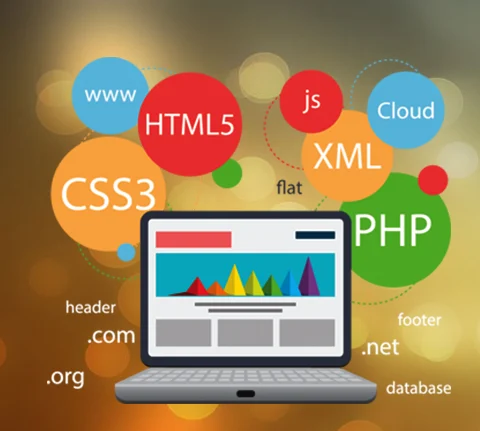 www
HTML5
js
Cloud
XML
CSS3
flat
PHP
header
footer
.com
.net
.org
database